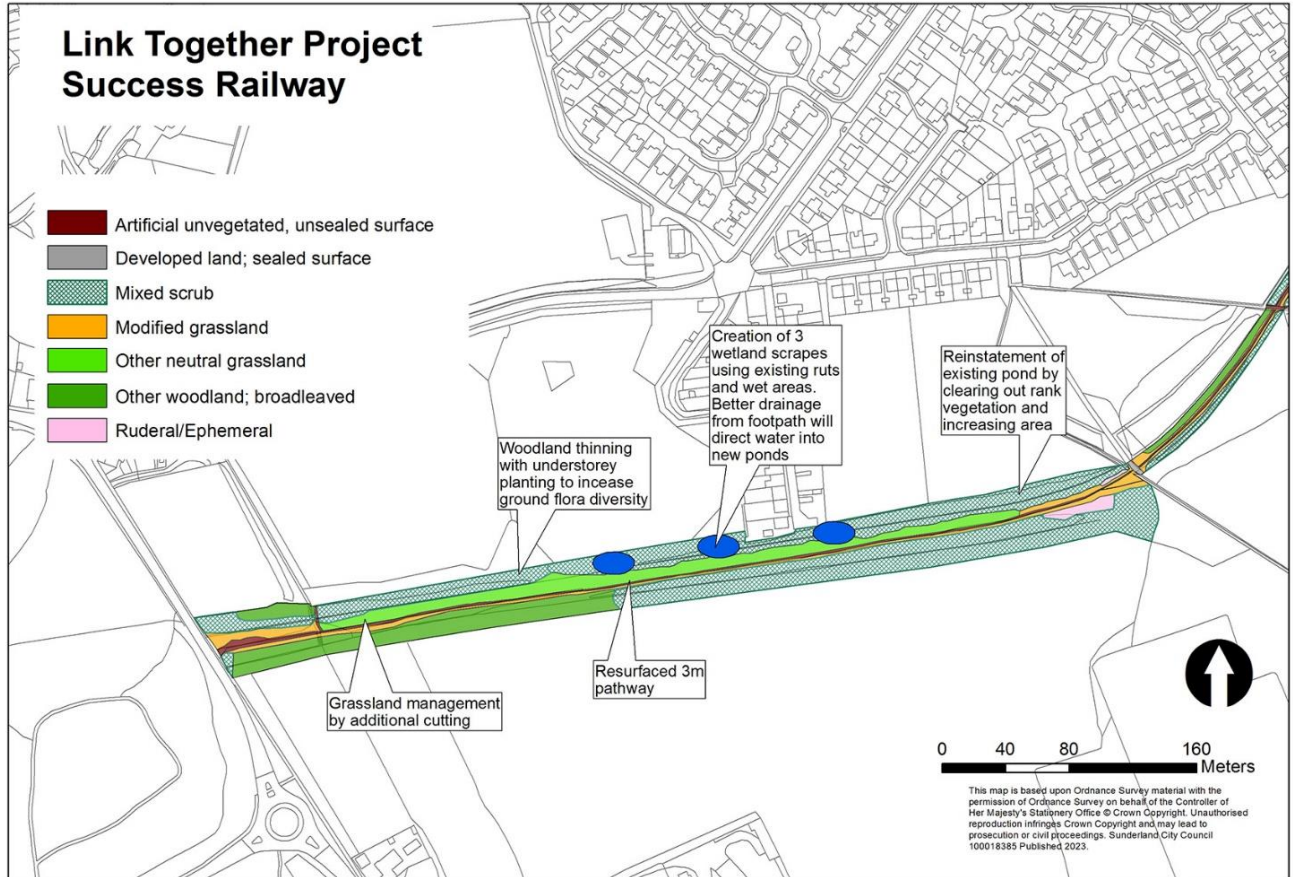 Link Together Project
Success Railway
Artificial unvegetated, unsealed surface
Developed land; sealed surface
Mixed scrub
Modified grassland
Other neutral grassland
Other woodland; broadleaved
Ruderal/Ephemeral
Woodland thinning
with understorey
planting to incease
ground flora diversity
Creation of 3
wetland scrapes
using existing ruts
and wet areas.
Better drainage
from footpath will
direct water into
new ponds
Reinstatement of
existing pond by
clearing out rank
vegetation and
increasing area
Grassland management
by additional cutting
Resurfaced 3m
pathway
0 40 80 160
Meters
This map is based upon Ordnance Survey material with the
permission of Ordnance Survey on behalf of the Controller of
Her Majesty's Stationery Office © Crown Copyright. Unauthorised
reproduction infringes Crown Copyright and may lead to
prosecution or civil proceedings. Sunderland City Council
100018385 Published 2023.